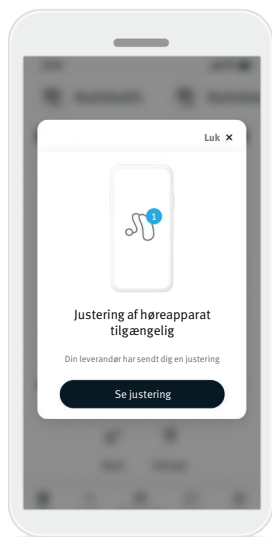 Luk ×
1
Justering af høreapparat
tilgængelig
Din leverandør har sendt dig en justering
Se justering